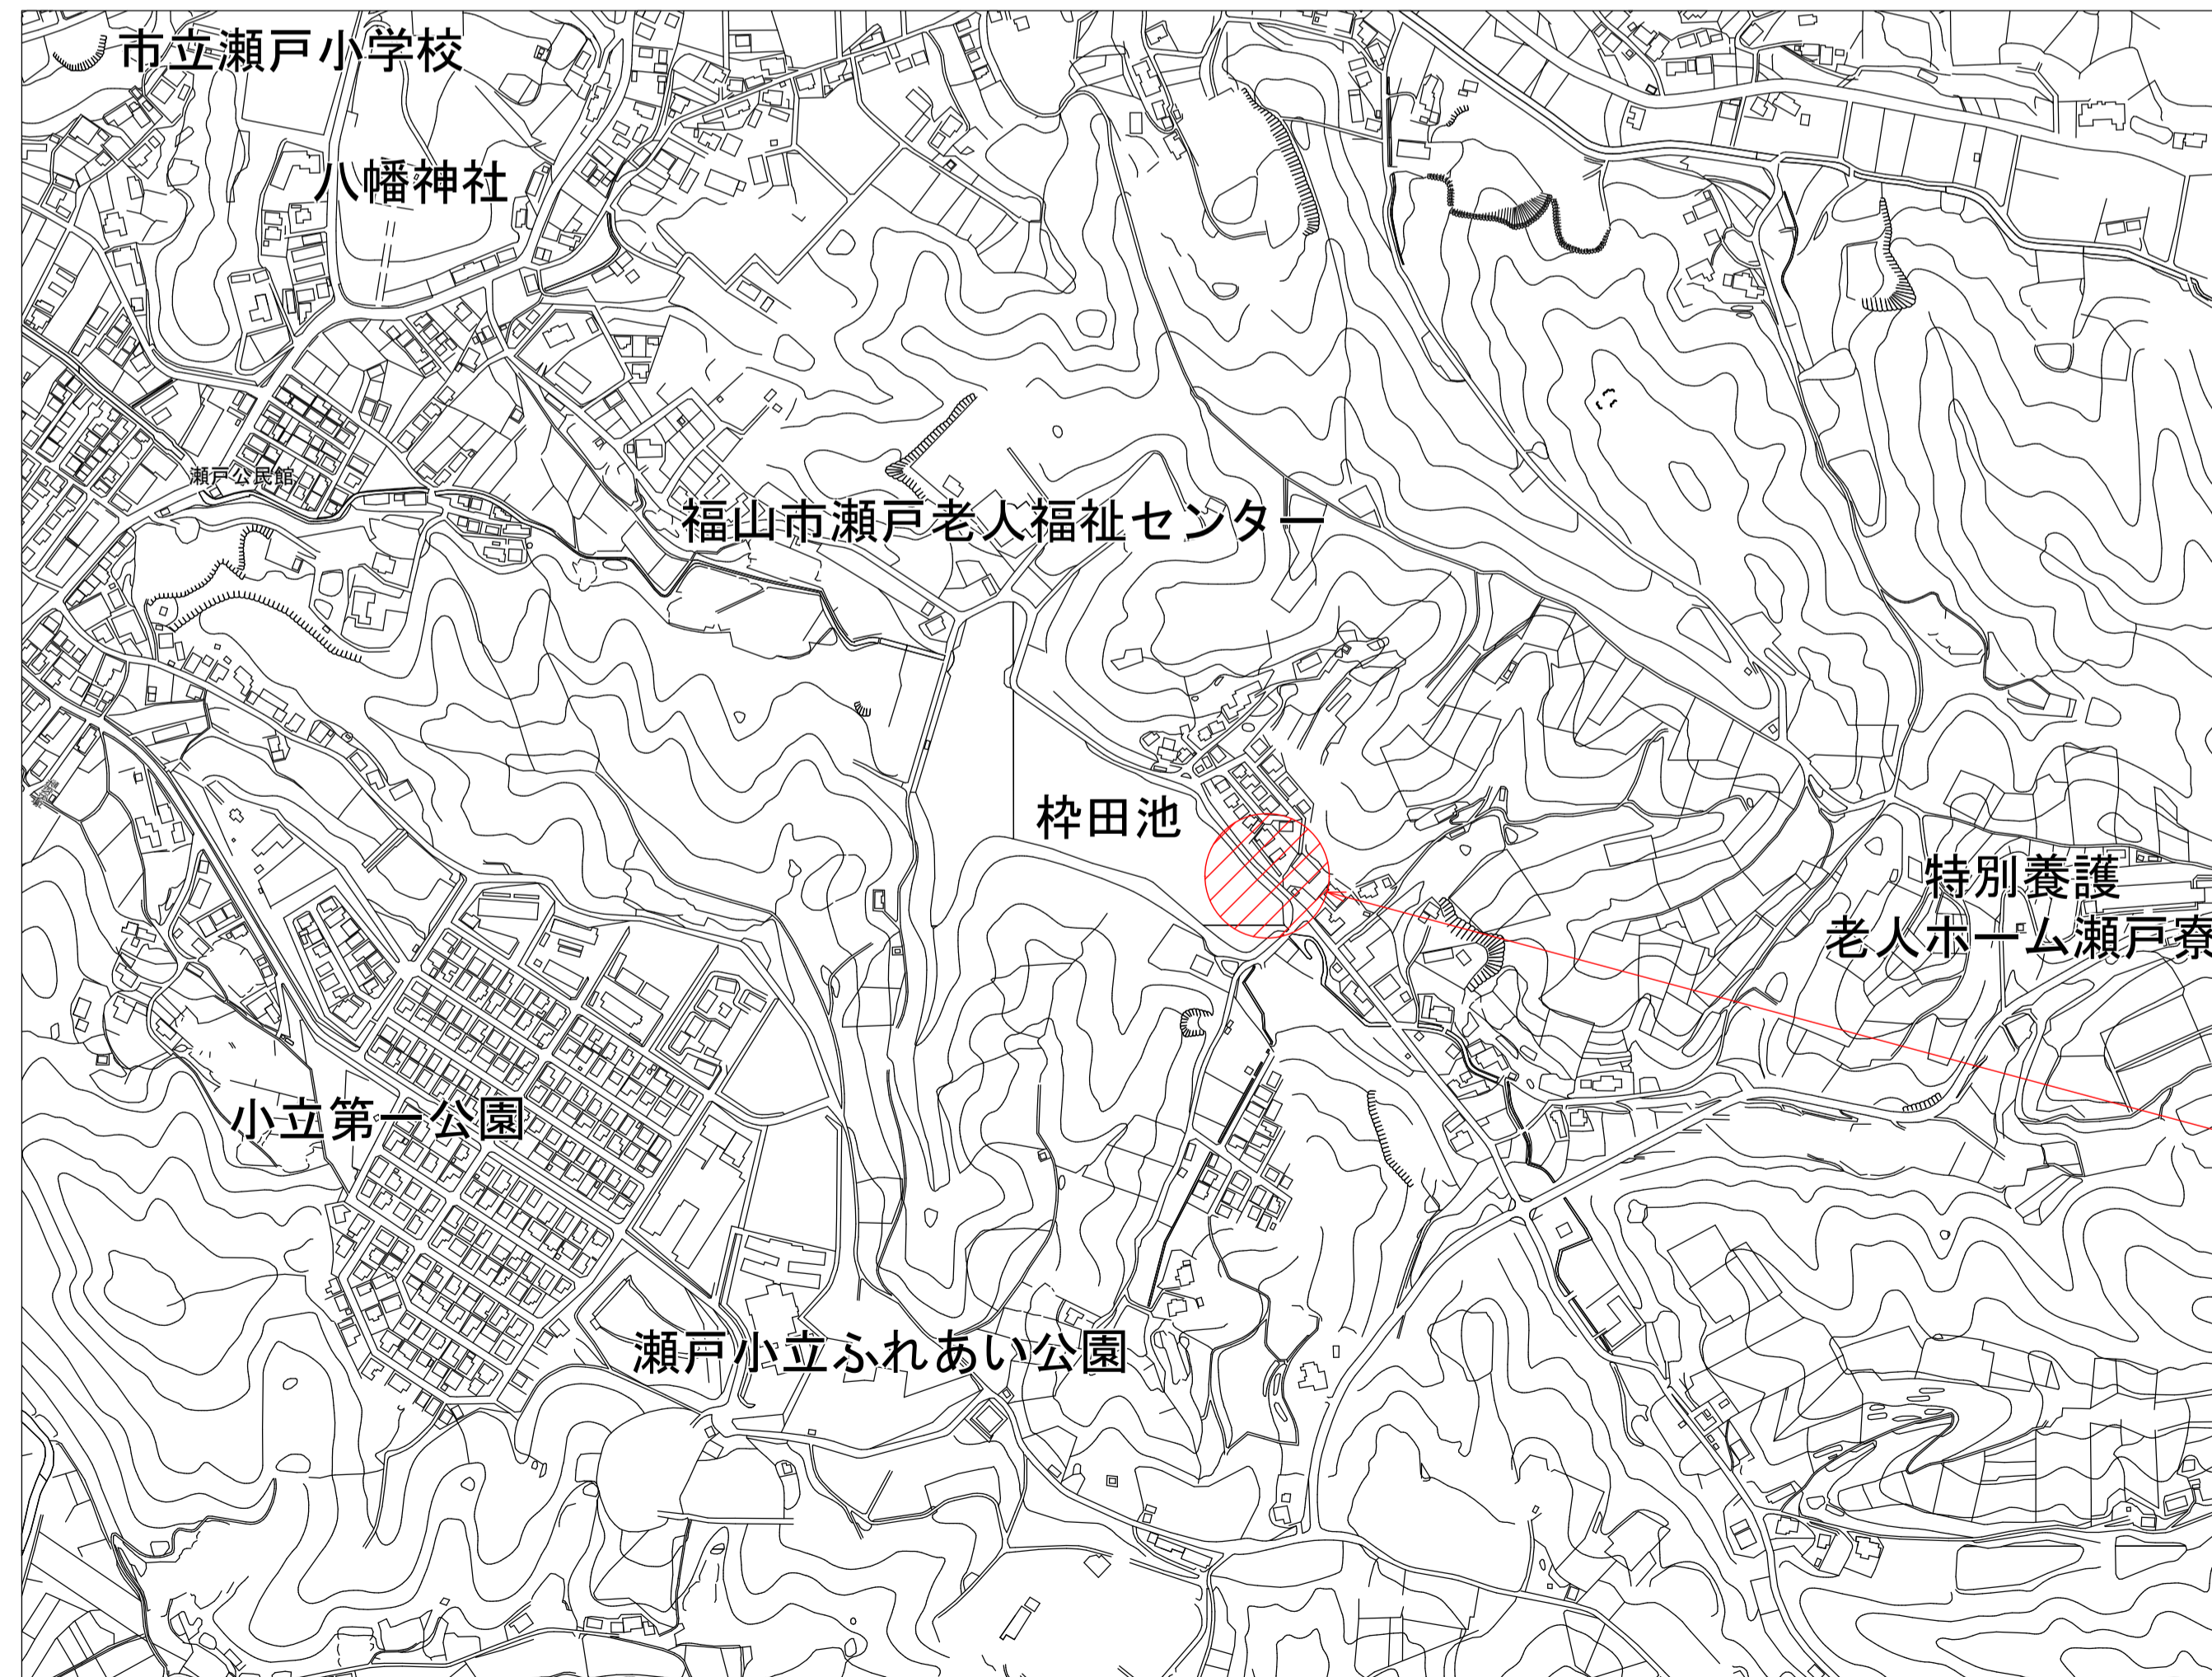 市立瀬戸小学校
八幡神社
瀬戸公民館
福山市瀬戸老人福祉センター
枠田池
特別養護
老人ホーム瀬戸寮
小立第一公園
瀬戸小立ふれあい公園